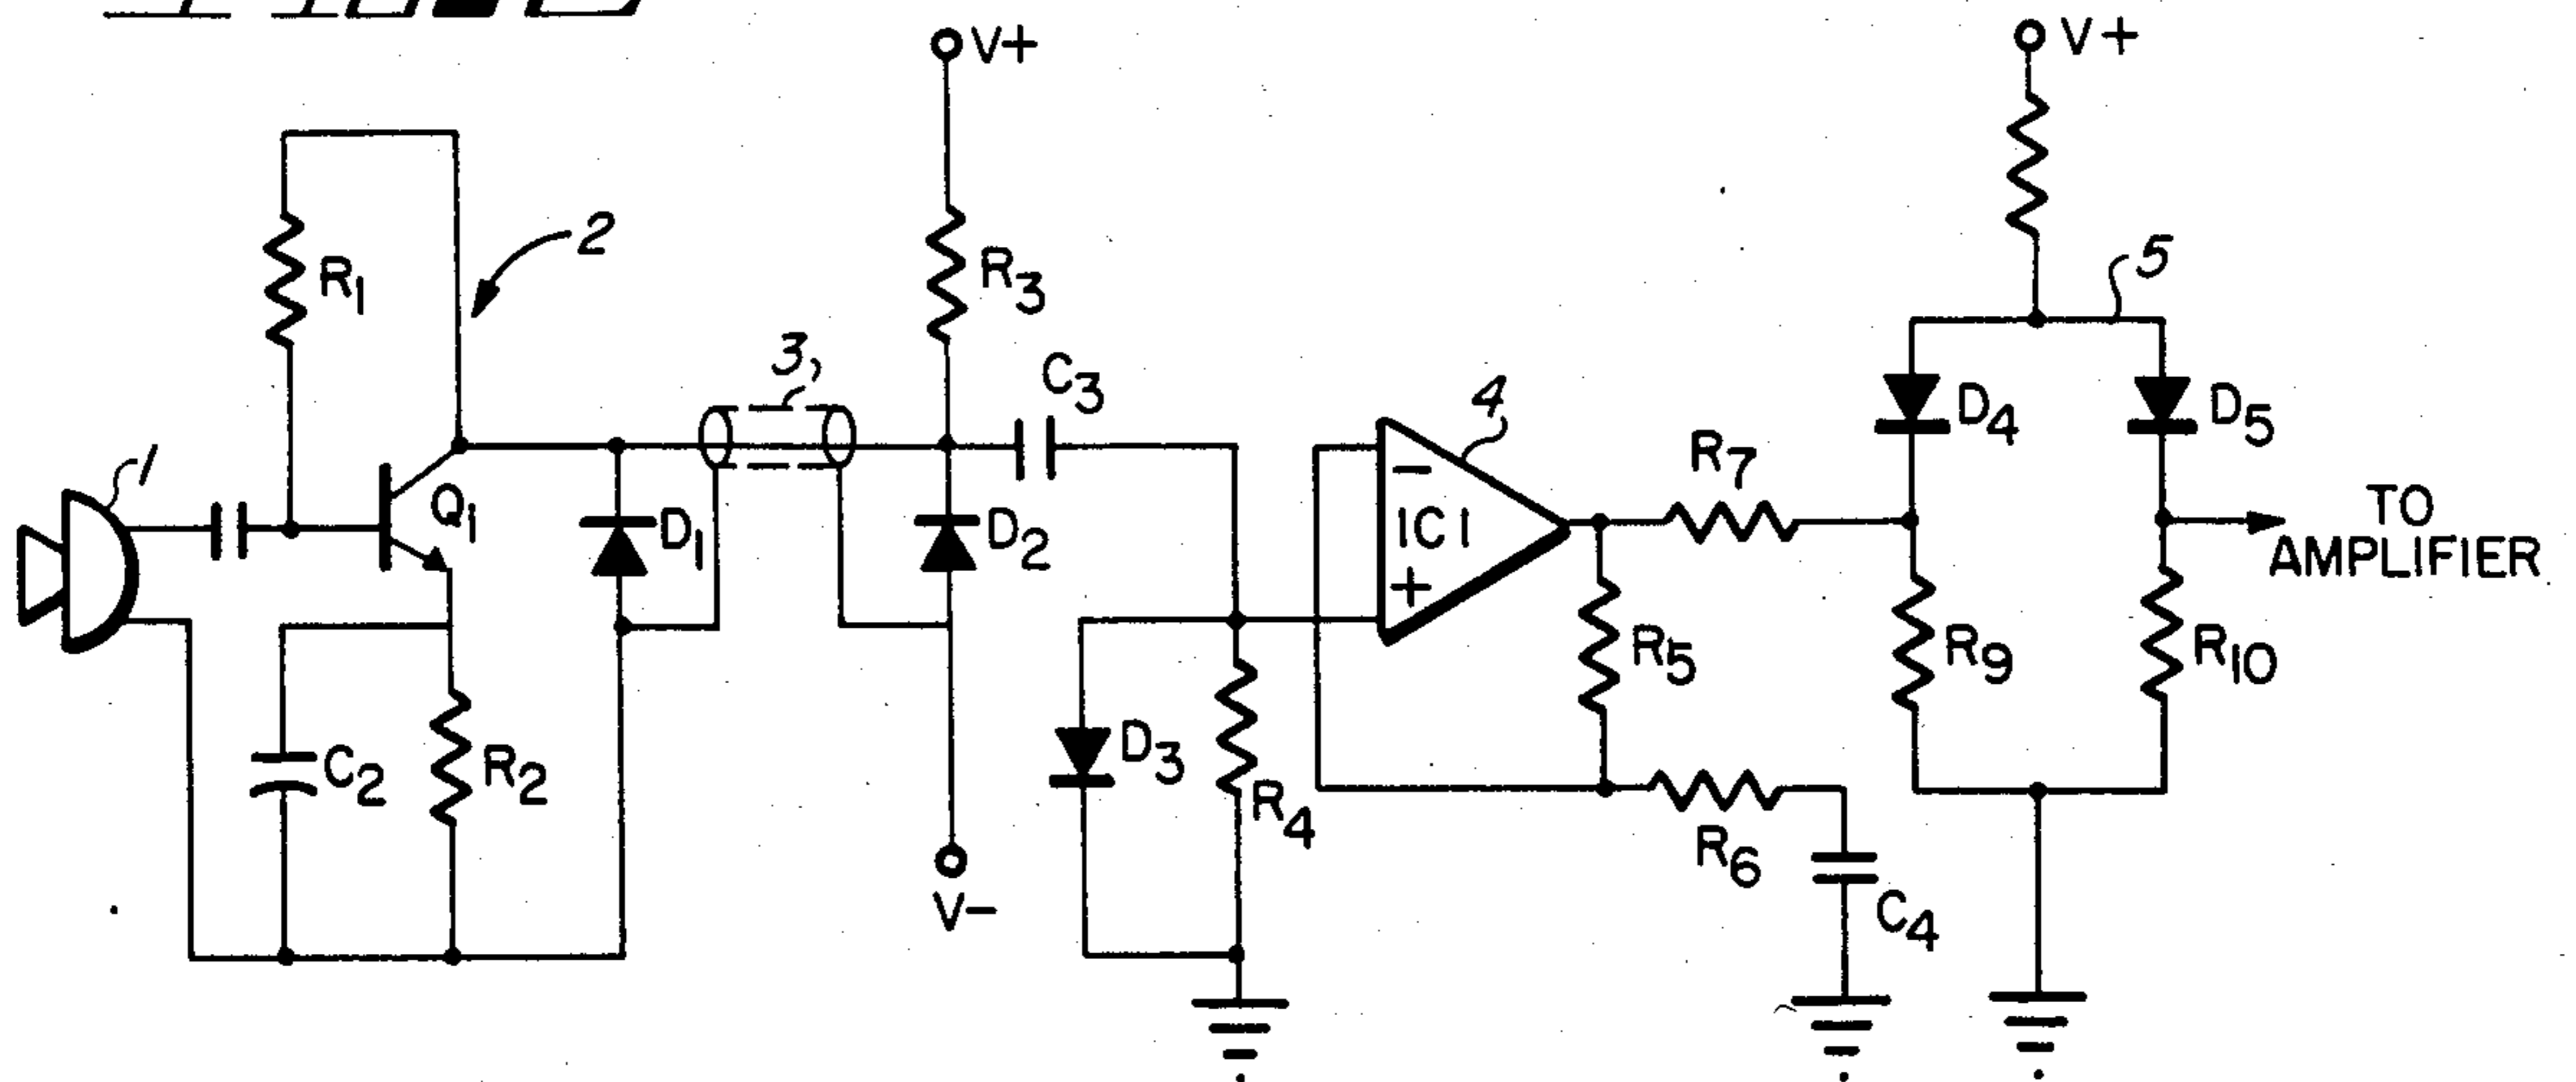 V+
V+
2
R1
R3
5
3
C3
4
D4
D5
1
Q1
D1
D2
−
IC1
+
R7
TO
AMPLIFIER
C2
R2
D3
R4
R5
R9
R10
R6
C4
V−